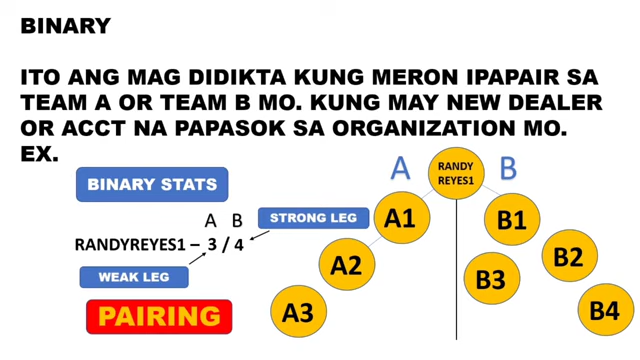 BINARY
ITO ANG MAG DIDIKTA KUNG MERON IPAPAIR SA
TEAM A OR TEAM B MO. KUNG MAY NEW DEALER
OR ACCT NA PAPASOK SA ORGANIZATION MO.
EX.
A
RANDY
REYES1
B
BINARY STATS
A B
STRONG LEG
RANDYREYES1 – 3 / 4
WEAK LEG
PAIRING
A1
B1
A2
B2
B3
A3
B4